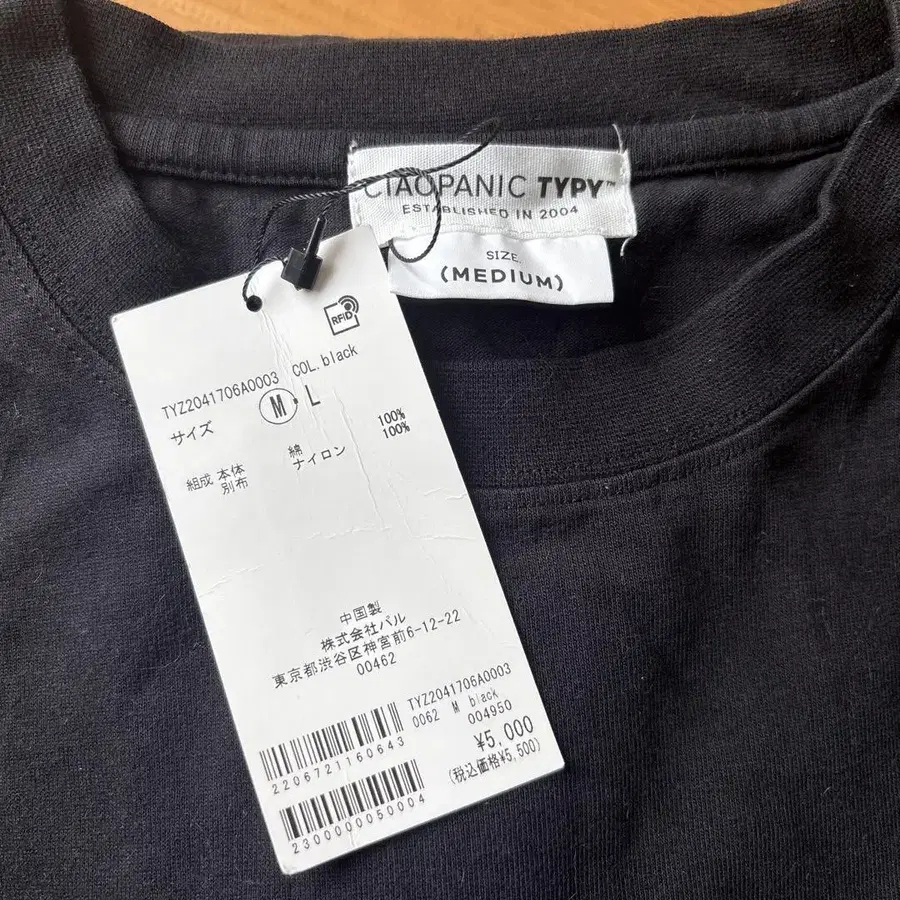 CIAOPANIC TYPY™
ESTABLISHED IN 2004
SIZE.
(MEDIUM)
RFID
TYZ2041706A0003 COL.black
サイズ M・L
組成 本体 綿 100%
別布 ナイロン 100%
中国製
株式会社パル
東京都渋谷区神宮前6-12-22
00462
TYZ2041706A0003
0062 M black
004950
2206721160643
¥5,000
(税込価格¥5,500)
2300000050004